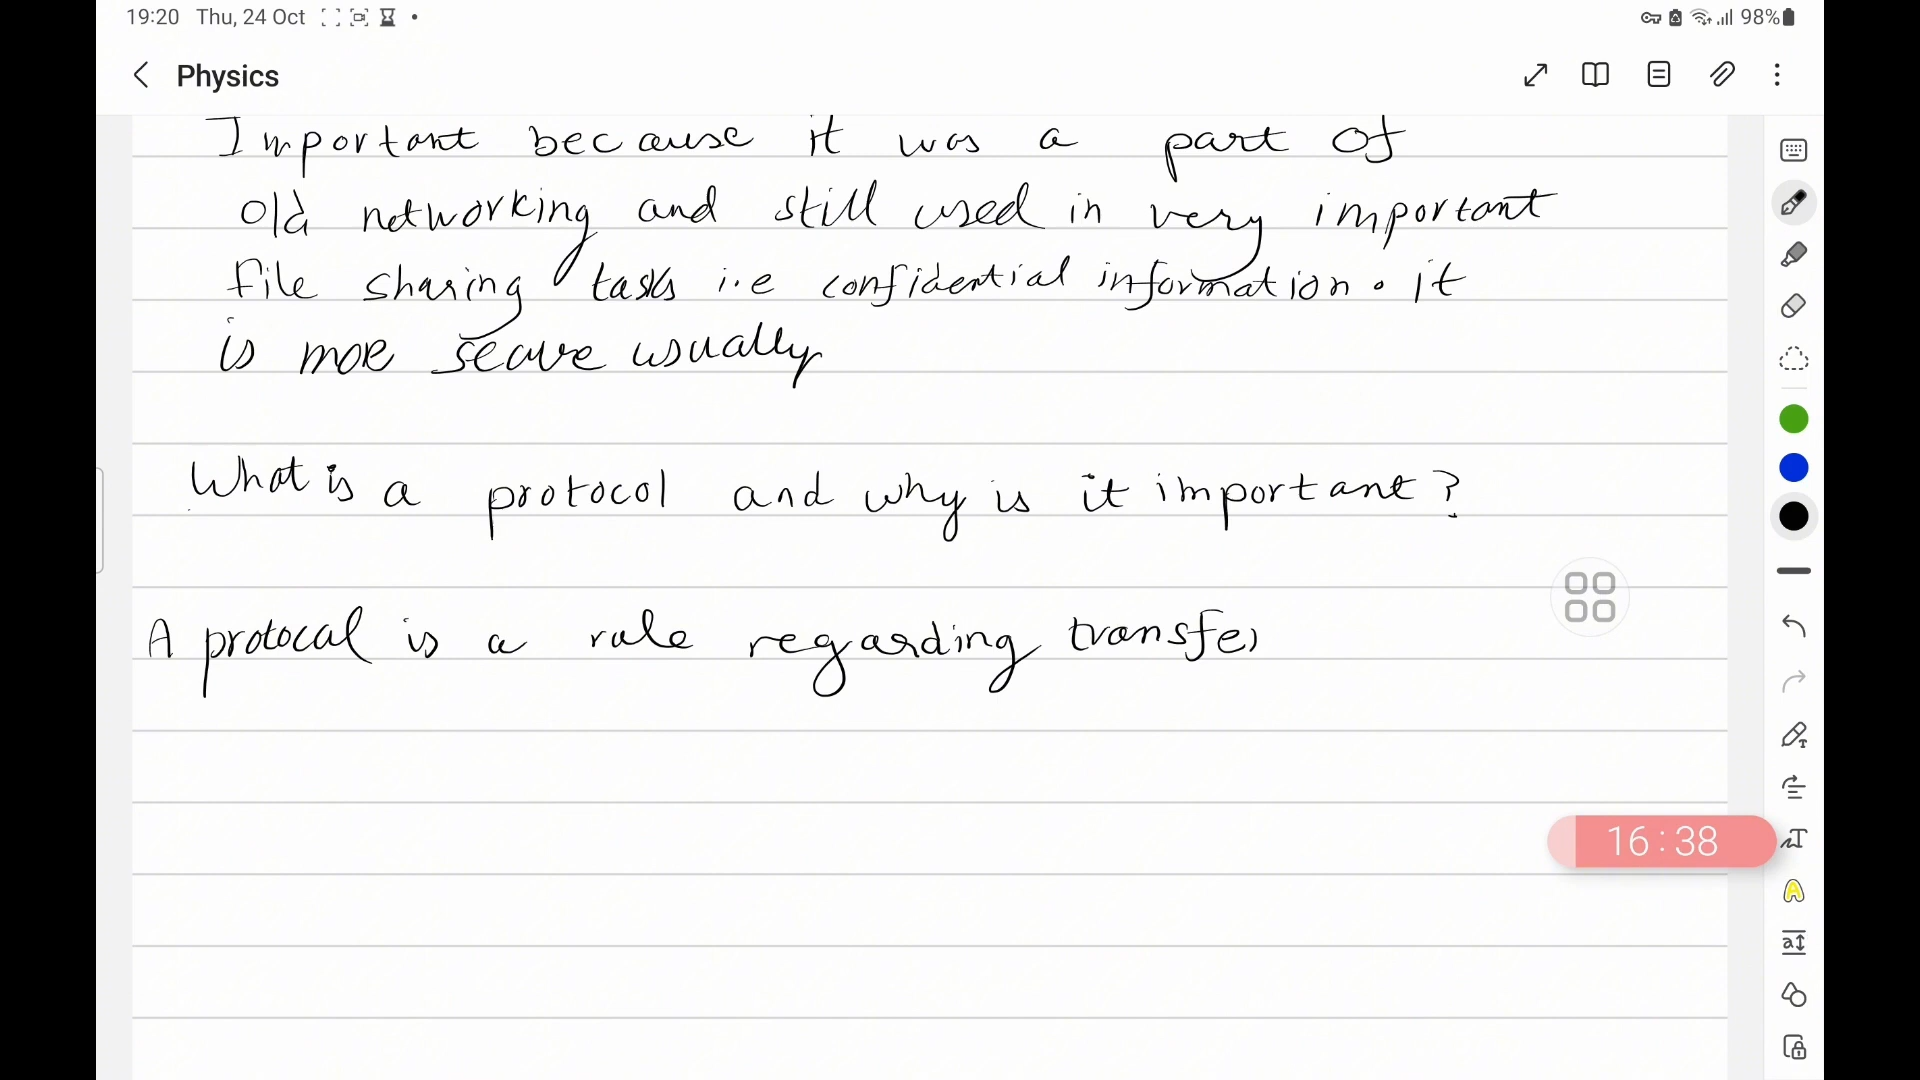 19:20 Thu, 24 Oct
98%
Physics
Important because it was a part of
old networking and still used in very important
file sharing tasks i.e confidential information. it
is more secure usually
What is a protocol and why is it important?
A protocal is a rule regarding transfer
16:38